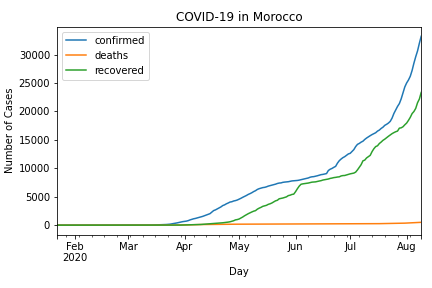 COVID-19 in Morocco
confirmed
deaths
recovered
Number of Cases
30000
25000
20000
15000
10000
5000
0
Feb Mar Apr May Jun Jul Aug
2020
Day